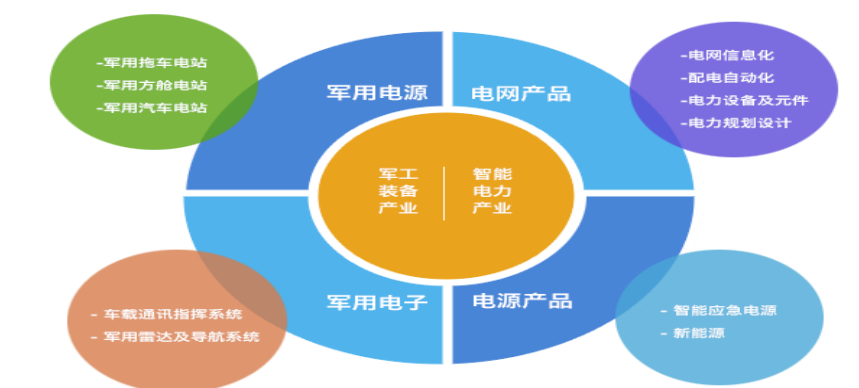 -军用拖车电站
-军用方舱电站
-军用汽车电站
军用电源
电网产品
-电网信息化
-配电自动化
-电力设备及元件
-电力规划设计
军工
装备
产业
智能
电力
产业
- 车载通讯指挥系统
- 军用雷达及导航系统
军用电子
电源产品
- 智能应急电源
- 新能源